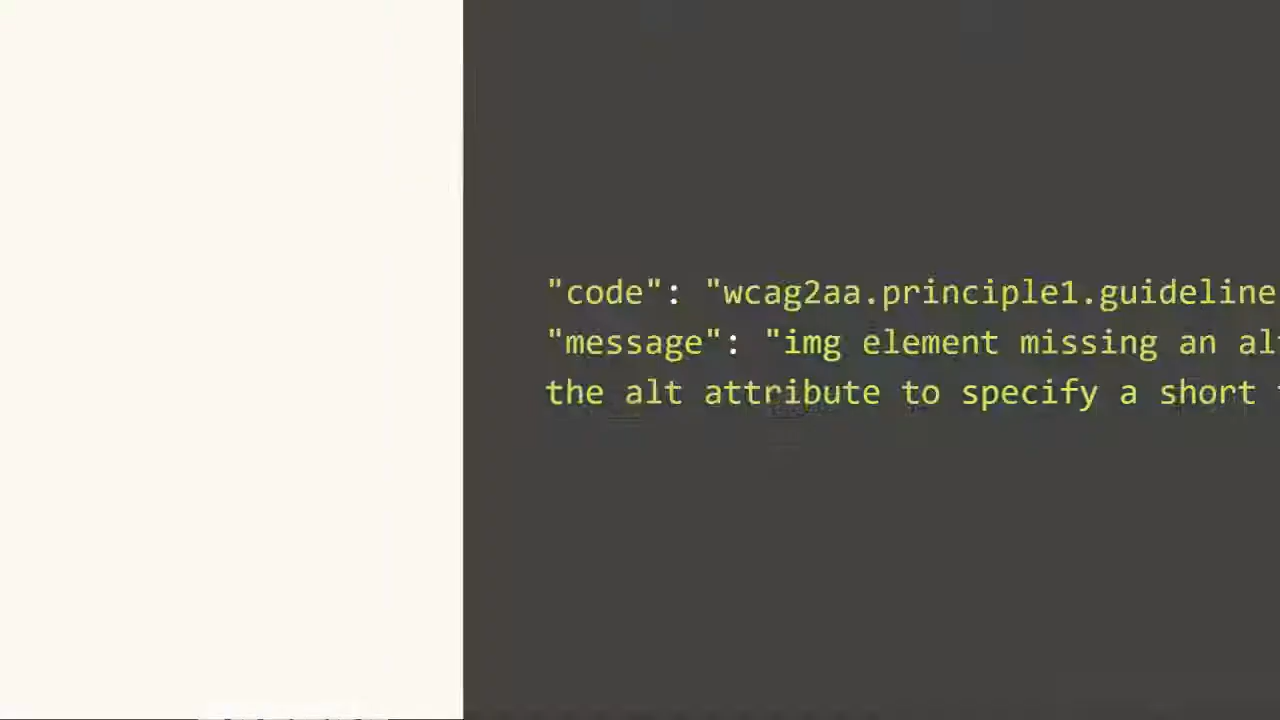 "code": "wcag2aa.principle1.guideline
"message": "img element missing an al
the alt attribute to specify a short